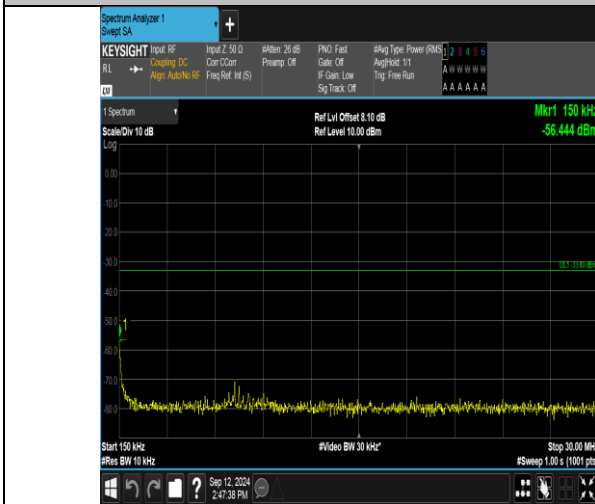 Spectrum Analyzer 1
Swept SA
+
KEYSIGHT Input: RF Input Z: 50 Ω #Atten: 26 dB PNO: Fast #Avg Type: Power (RMS 1 2 3 4 5 6
RL Coupling: DC Corr CCorr Preamp: Off Gate: Off Avg|Hold: 1/1 A W W W W W
Align: Auto/No RF Freq Ref: Int (S) IF Gain: Low Trig: Free Run
Sig Track: Off A A A A A A
1 Spectrum Ref Lvl Offset 8.10 dB Mkr1 150 kHz
Scale/Div 10 dB Ref Level 10.00 dBm -56.444 dBm
Log
0.00
-10.0
-20.0
-30.0
DL1 -33.00 dBm
-40.0
-50.0
1
-60.0
-70.0
-80.0
Start 150 kHz #Video BW 30 kHz* Stop 30.00 MH
#Res BW 10 kHz #Sweep 1.00 s (1001 pts
? Sep 12, 2024
2:47:38 PM